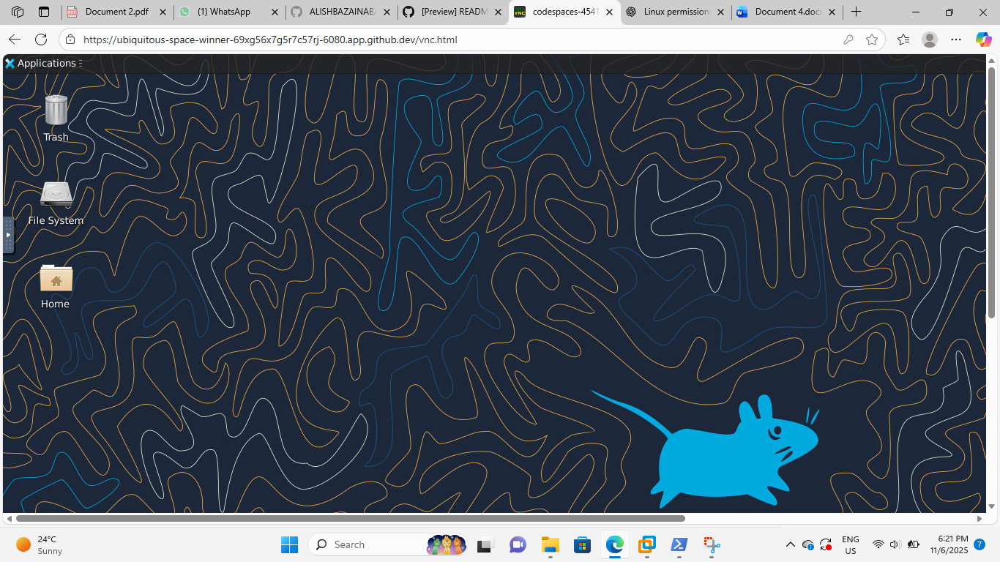 Document 2.pdf
(1) WhatsApp
ALISHBAZAINAB/
[Preview] READM
codespaces-4541
Linux permission
Document 4.docx
https://ubiquitous-space-winner-69xg56x7g5r7c57rj-6080.app.github.dev/vnc.html
Applications
Trash
File System
Home
24°C
Sunny
Search
ENG
US
6:21 PM
11/6/2025
7